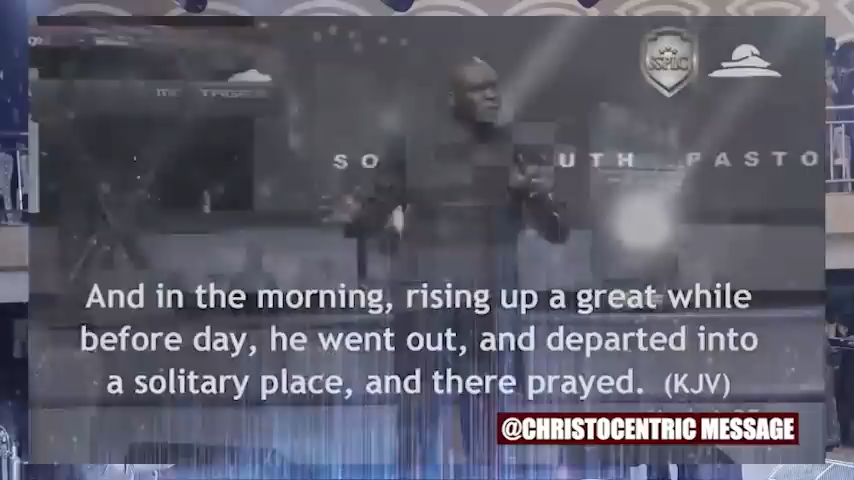 SSPLC
SO UTH PASTO
And in the morning, rising up a great while
before day, he went out, and departed into
a solitary place, and there prayed. (KJV)
@CHRISTOCENTRIC MESSAGE